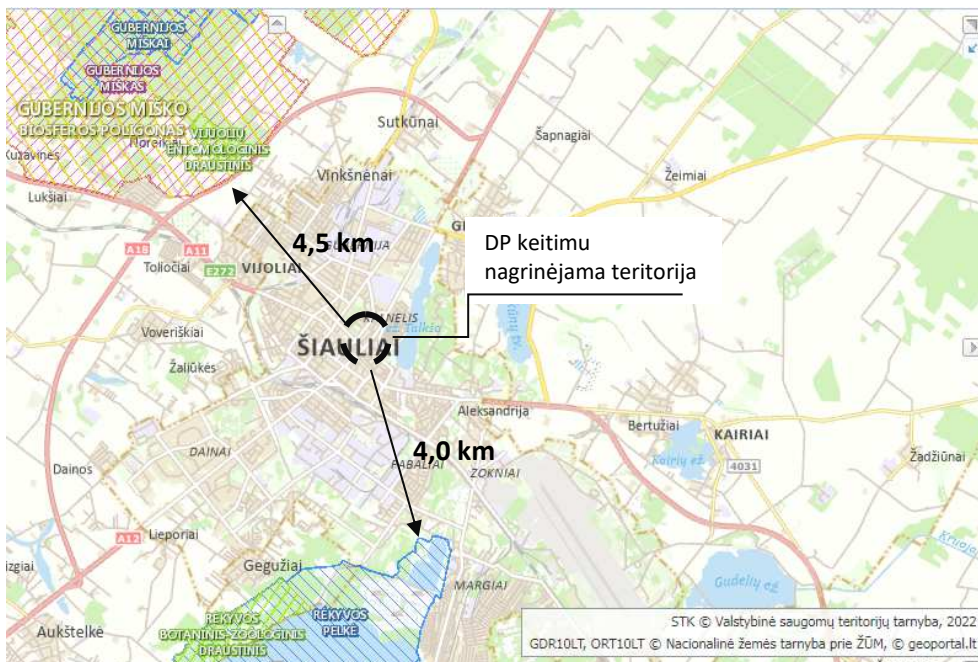 GUBERNIJOS
MIŠKAI
GUBERNIJOS
MIŠKAS
GUBERNIJOS MIŠKO
BIOSFEROS POLIGONAS
VIJOLIŲ
ENTOMOLOGINIS
DRAUSTINIS
Sutkūnai
Šapnagiai
Vinkšnėnai
Žeimiai
Lukšiai
4,5 km
A18
A11
E272
Toliočiai
VIJOLIAI
DP keitimu
nagrinėjama teritorija
Voveriškiai
ŠIAULIAI
Žaliūkės
Aleksandrija
Bertužiai
KAIRIAI
Kairių ež.
4031
Žadžiūnai
DAINAI
4,0 km
ZOKNIAI
Dainos
A12
Lieporiai
Gegužiai
MARGIAI
Gudelių ež.
RĖKYVOS
BOTANINIS-ZOOLOGINIS
DRAUSTINIS
RĖKYVOS
PELKĖ
Aukštelkė
STK © Valstybinė saugomų teritorijų tarnyba, 2022
GDR10LT, ORT10LT © Nacionalinė žemės tarnyba prie ŽŪM, © geoportal.lt